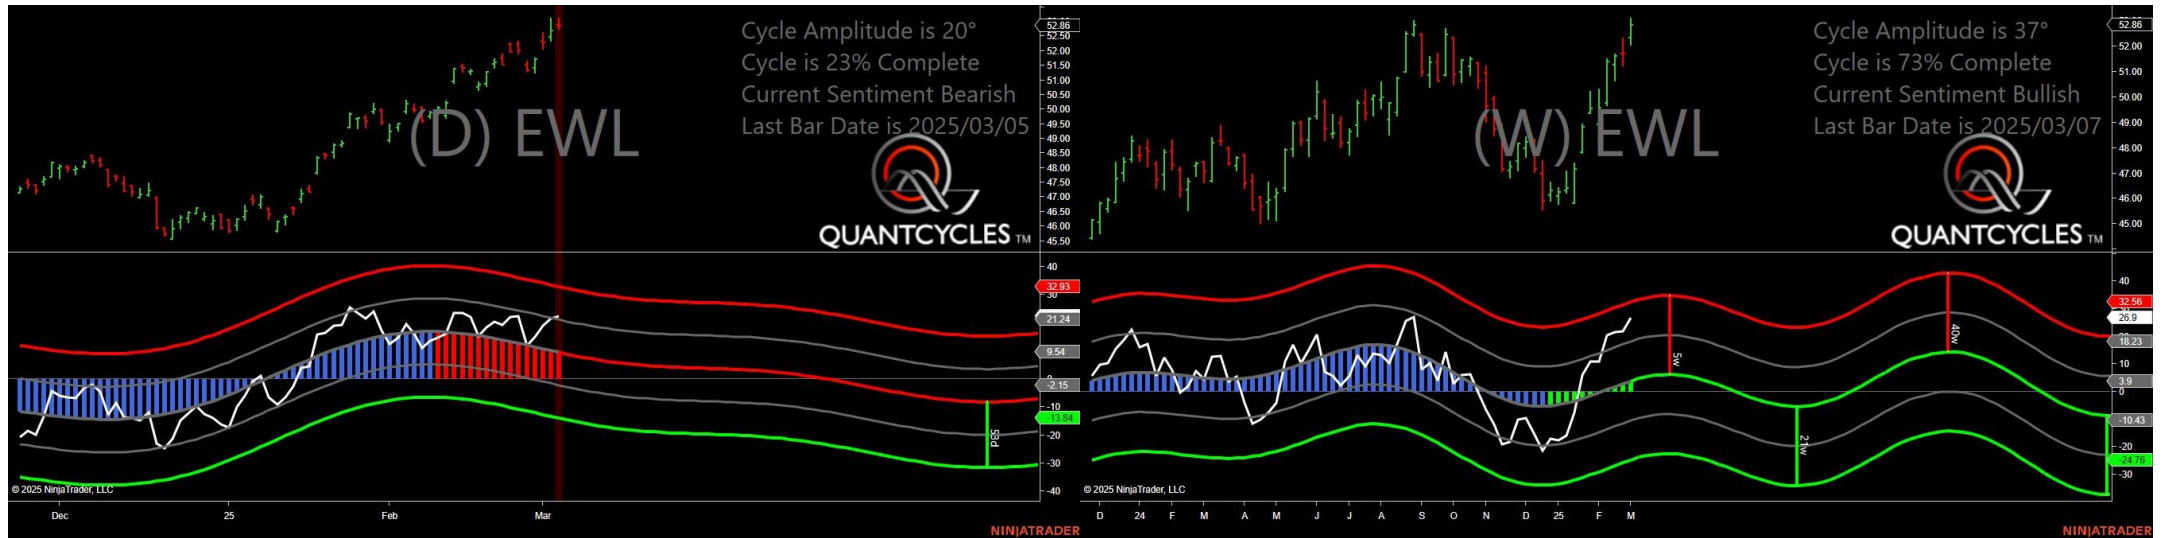 Cycle Amplitude is 20°
Cycle is 23% Complete
Current Sentiment Bearish
Last Bar Date is 2025/03/05
(D) EWL
QUANTCYCLES TM
52.86
52.50
52.00
51.50
51.00
50.50
50.00
49.50
49.00
48.50
48.00
47.50
47.00
46.50
46.00
45.50
40
32.93
30
21.24
9.54
0
-2.15
-10
-13.84
-20
-30
-40
53d
© 2025 NinjaTrader, LLC
Dec 25 Feb Mar
NINJATRADER
Cycle Amplitude is 37°
Cycle is 73% Complete
Current Sentiment Bullish
Last Bar Date is 2025/03/07
(W) EWL
QUANTCYCLES TM
52.86
52.00
51.00
50.00
49.00
48.00
47.00
46.00
45.00
40
32.56
26.9
18.23
10
3.9
0
-10.43
-20
-24.76
-30
5w
21w
40w
© 2025 NinjaTrader, LLC
D 24 F M A M J J A S O N D 25 F M
NINJATRADER